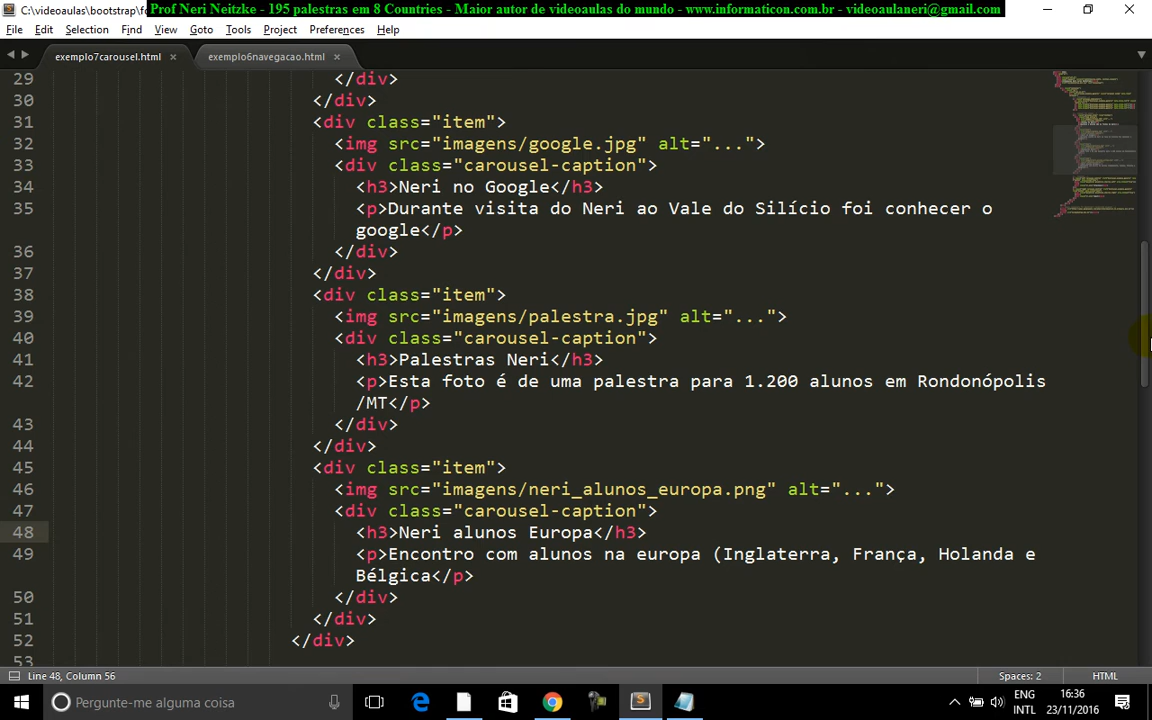 C:\videoaulas\bootstrap\fo
Prof Neri Neitzke - 195 palestras em 8 Countries - Maior autor de videoaulas do mundo - www.informaticon.com.br - videoaulaneri@gmail.com
File Edit Selection Find View Goto Tools Project Preferences Help
exemplo7carousel.html × exemplo6navegacao.html ×
29 </div>
30 </div>
31 <div class="item">
32 <img src="imagens/google.jpg" alt="...">
33 <div class="carousel-caption">
34 <h3>Neri no Google</h3>
35 <p>Durante visita do Neri ao Vale do Silício foi conhecer o
google</p>
36 </div>
37 </div>
38 <div class="item">
39 <img src="imagens/palestra.jpg" alt="...">
40 <div class="carousel-caption">
41 <h3>Palestras Neri</h3>
42 <p>Esta foto é de uma palestra para 1.200 alunos em Rondonópolis
/MT</p>
43 </div>
44 </div>
45 <div class="item">
46 <img src="imagens/neri_alunos_europa.png" alt="...">
47 <div class="carousel-caption">
48 <h3>Neri alunos Europa</h3>
49 <p>Encontro com alunos na europa (Inglaterra, França, Holanda e
Bélgica</p>
50 </div>
51 </div>
52 </div>
53
Line 48, Column 56 Spaces: 2 HTML
Pergunte-me alguma coisa
ENG 16:36
INTL 23/11/2016